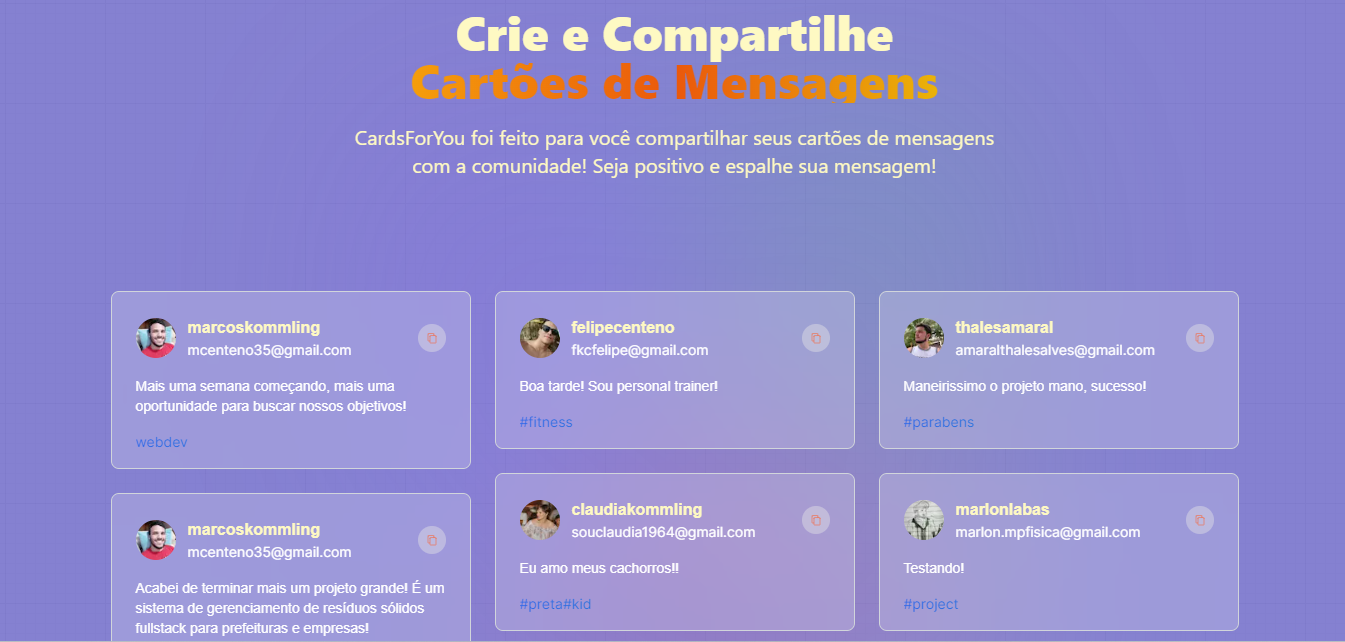 Crie e Compartilhe
Cartões de Mensagens
CardsForYou foi feito para você compartilhar seus cartões de mensagens
com a comunidade! Seja positivo e espalhe sua mensagem!
marcoskommling
mcenteno35@gmail.com
Mais uma semana começando, mais uma
oportunidade para buscar nossos objetivos!
webdev
felipecenteno
fkcfelipe@gmail.com
Boa tarde! Sou personal trainer!
#fitness
thalesamaral
amaralthalesalves@gmail.com
Maneirissimo o projeto mano, sucesso!
#parabens
marcoskommling
mcenteno35@gmail.com
Acabei de terminar mais um projeto grande! É um
sistema de gerenciamento de resíduos sólidos
fullstack para prefeituras e empresas!
claudiakommling
souclaudia1964@gmail.com
Eu amo meus cachorros!!
#preta#kid
marlonlabas
marlon.mpfisica@gmail.com
Testando!
#project